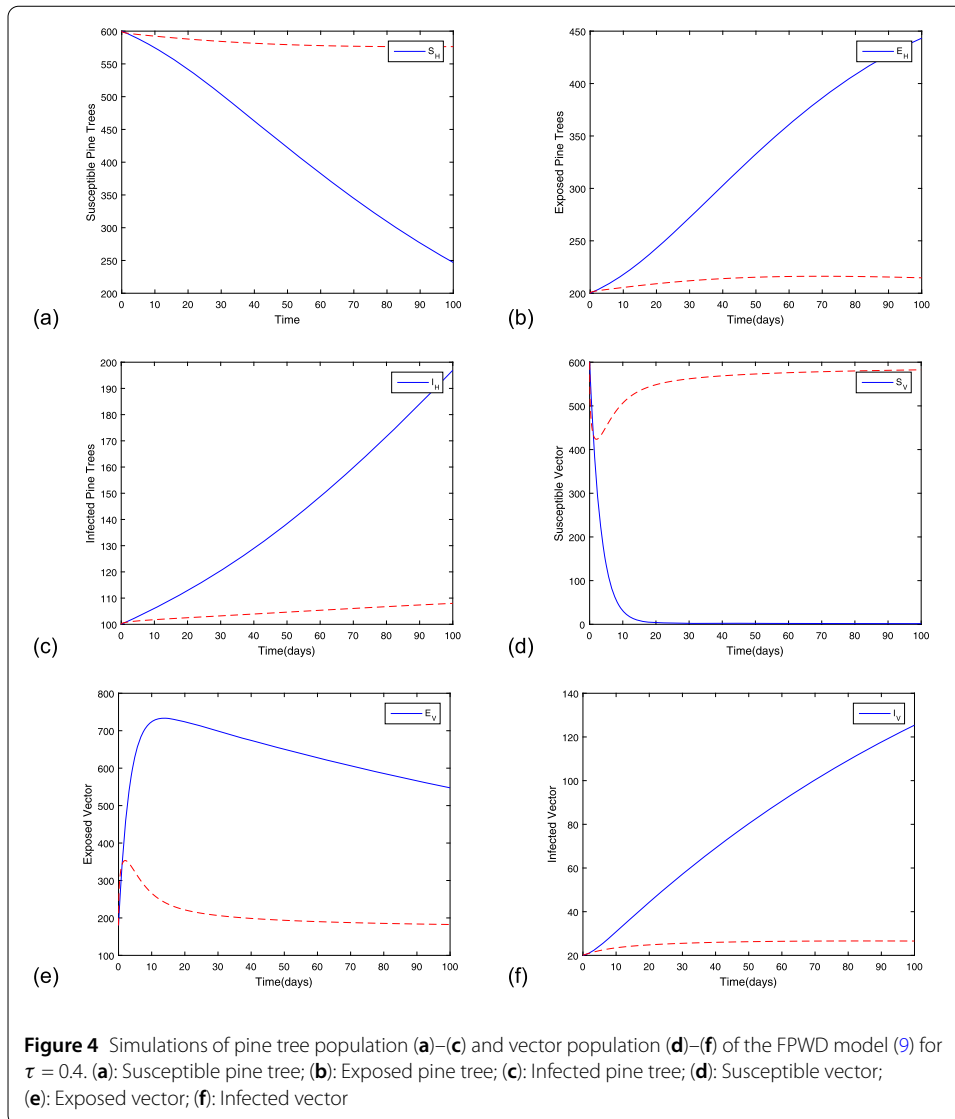 600
550
500
450
400
350
300
250
200
0 10 20 30 40 50 60 70 80 90 100
Susceptible Pine Trees
Time
S_H
(a)
450
400
350
300
250
200
0 10 20 30 40 50 60 70 80 90 100
Exposed Pine Trees
Time(days)
E_H
(b)
200
190
180
170
160
150
140
130
120
110
100
0 10 20 30 40 50 60 70 80 90 100
Infected Pine Trees
Time(days)
I_H
(c)
600
500
400
300
200
100
0
0 10 20 30 40 50 60 70 80 90 100
Susceptible Vector
Time(days)
S_V
(d)
800
700
600
500
400
300
200
100
0 10 20 30 40 50 60 70 80 90 100
Exposed Vector
Time(days)
E_V
(e)
140
120
100
80
60
40
20
0 10 20 30 40 50 60 70 80 90 100
Infected Vector
Time(days)
I_V
(f)
Figure 4 Simulations of pine tree population (a)–(c) and vector population (d)–(f) of the FPWD model (9) for
τ = 0.4. (a): Susceptible pine tree; (b): Exposed pine tree; (c): Infected pine tree; (d): Susceptible vector;
(e): Exposed vector; (f): Infected vector